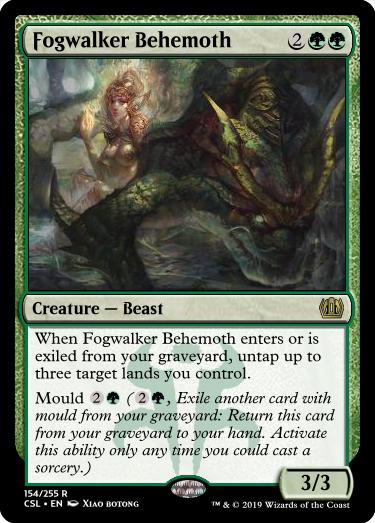 Fogwalker Behemoth 2
Creature — Beast
When Fogwalker Behemoth enters or is
exiled from your graveyard, untap up to
three target lands you control.
Mould 2 ( 2 , Exile another card with
mould from your graveyard: Return this card
from your graveyard to your hand. Activate
this ability only any time you could cast a
sorcery.)
3/3
154/255 R
CSL • EN XIAO BOTONG
™ & © 2019 Wizards of the Coast